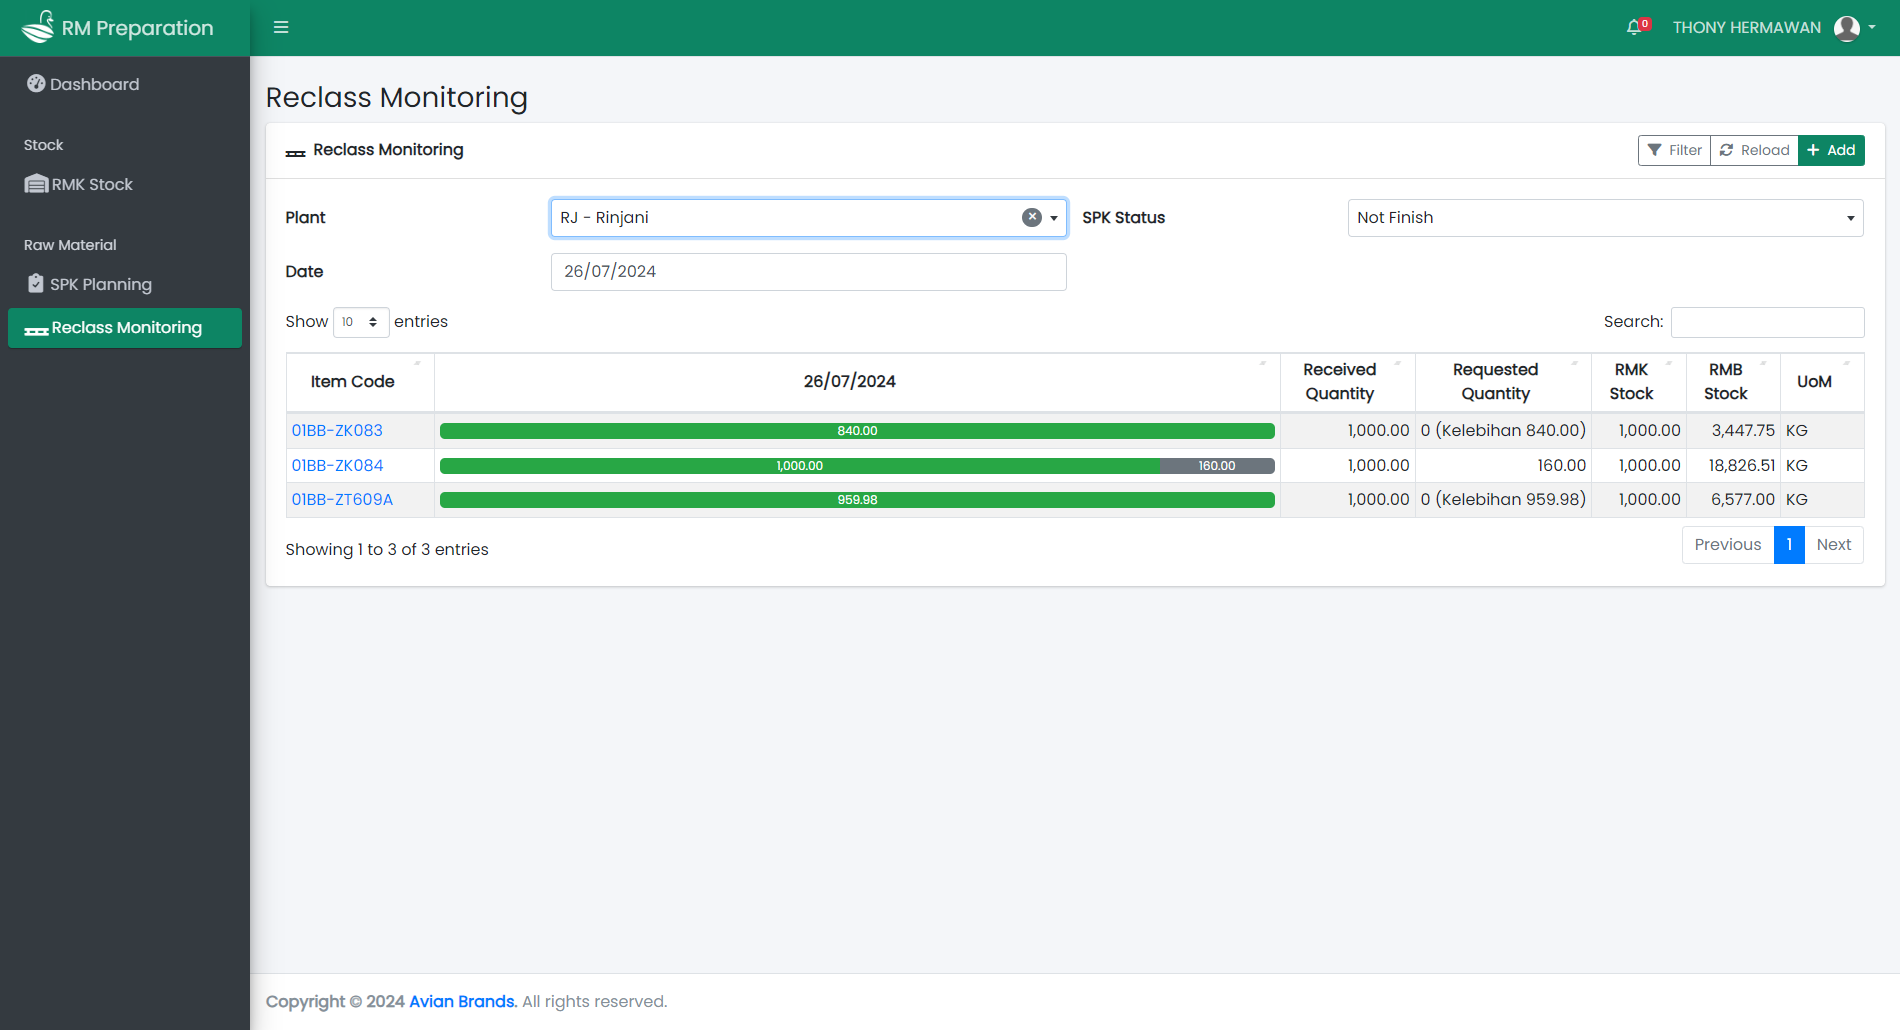 RM Preparation
0
THONY HERMAWAN
Dashboard
Stock
RMK Stock
Raw Material
SPK Planning
Reclass Monitoring
Reclass Monitoring
Reclass Monitoring
Filter
Reload
Add
Plant
RJ - Rinjani
SPK Status
Not Finish
Date
26/07/2024
Show 10 entries
Search:
Item Code
26/07/2024
Received Quantity
Requested Quantity
RMK Stock
RMB Stock
UoM
01BB-ZK083 840.00 1,000.00 0 (Kelebihan 840.00) 1,000.00 3,447.75 KG
01BB-ZK084 1,000.00 160.00 1,000.00 160.00 1,000.00 18,826.51 KG
01BB-ZT609A 959.98 1,000.00 0 (Kelebihan 959.98) 1,000.00 6,577.00 KG
Showing 1 to 3 of 3 entries
Previous 1 Next
Copyright © 2024 Avian Brands. All rights reserved.